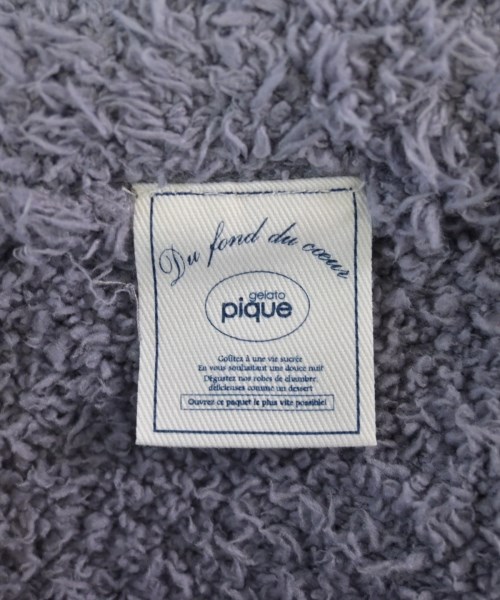 Du fond du cœur
gelato
pique
Goûtez à une vie sucrée
En vous souhaitant une douce nuit
Dégustez nos robes de chambre,
délicieuses comme un dessert
Ouvrez ce paquet le plus vite possible!